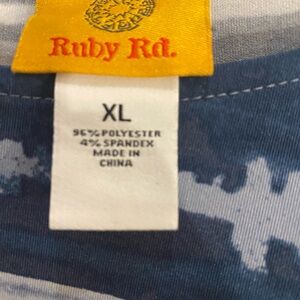 Ruby Rd.
XL
96% POLYESTER
4% SPANDEX
MADE IN
CHINA